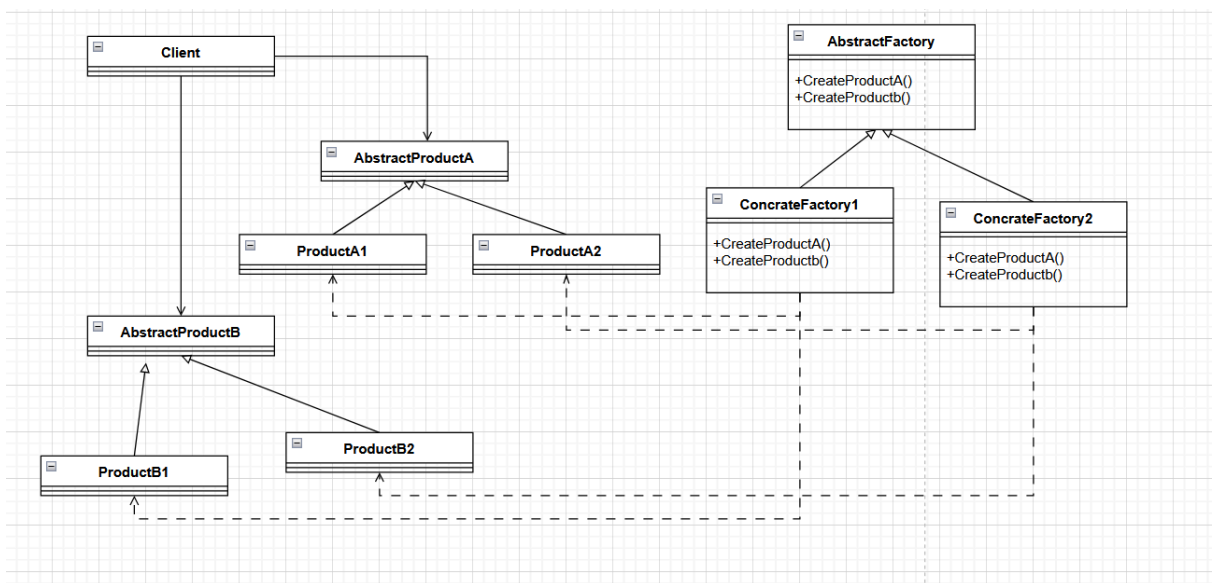 Client
AbstractFactory
+CreateProductA()
+CreateProductb()
AbstractProductA
ConcrateFactory1
+CreateProductA()
+CreateProductb()
ConcrateFactory2
+CreateProductA()
+CreateProductb()
ProductA1
ProductA2
AbstractProductB
ProductB2
ProductB1